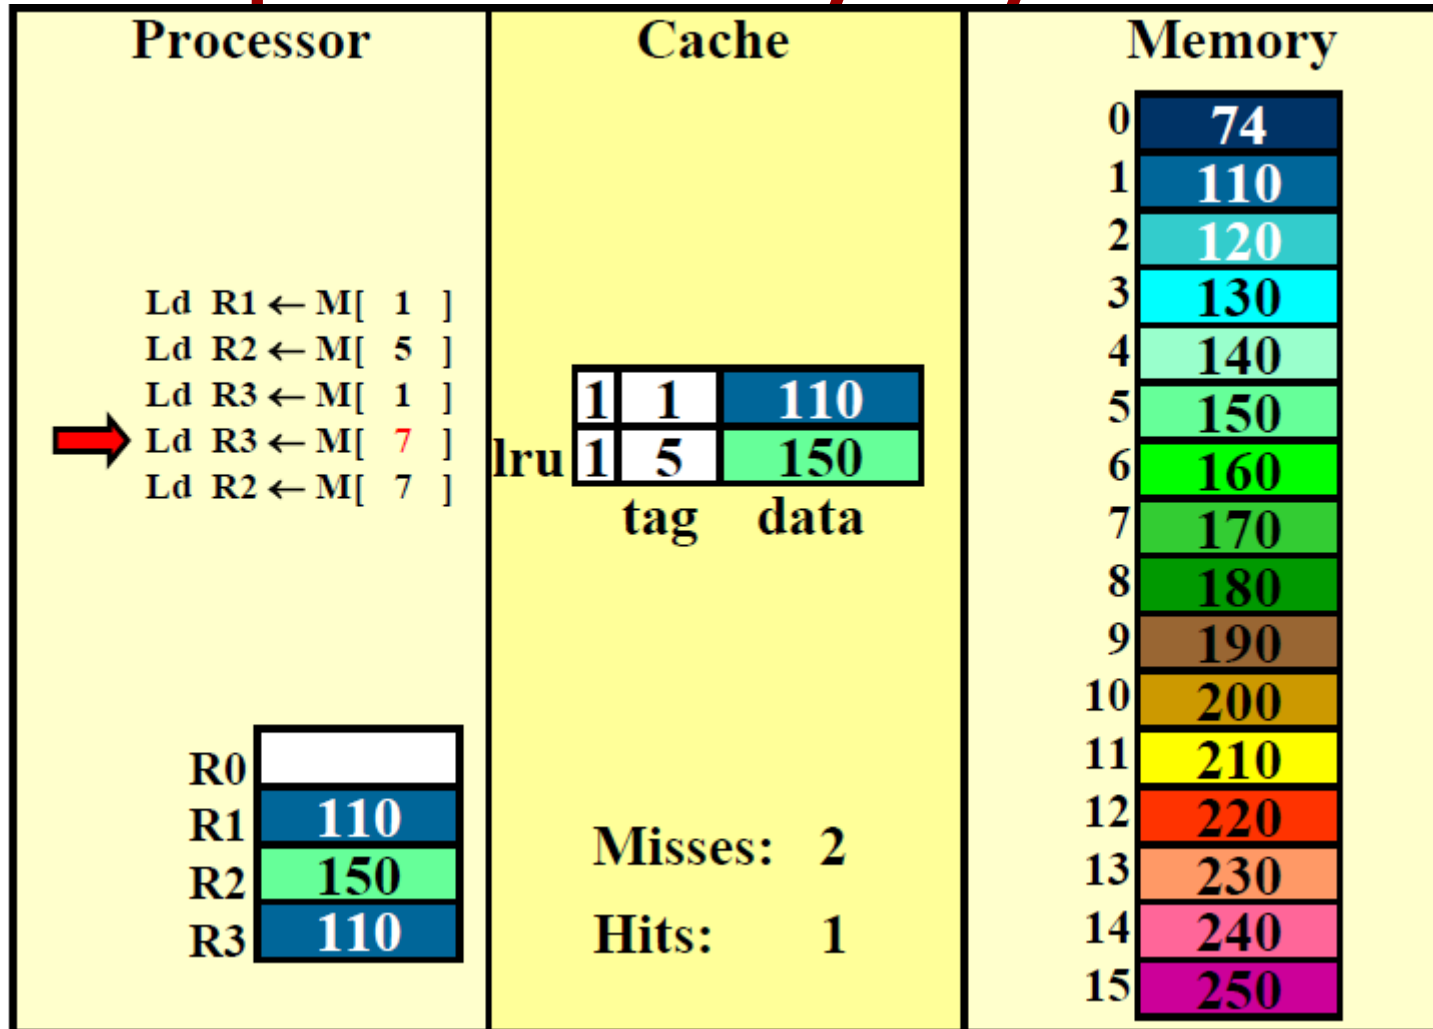 Processor
Ld R1 ← M[ 1 ]
Ld R2 ← M[ 5 ]
Ld R3 ← M[ 1 ]
Ld R3 ← M[ 7 ]
Ld R2 ← M[ 7 ]
R0
R1 110
R2 150
R3 110
Cache
1 1 110
lru 1 5 150
tag data
Misses: 2
Hits: 1
Memory
0 74
1 110
2 120
3 130
4 140
5 150
6 160
7 170
8 180
9 190
10 200
11 210
12 220
13 230
14 240
15 250